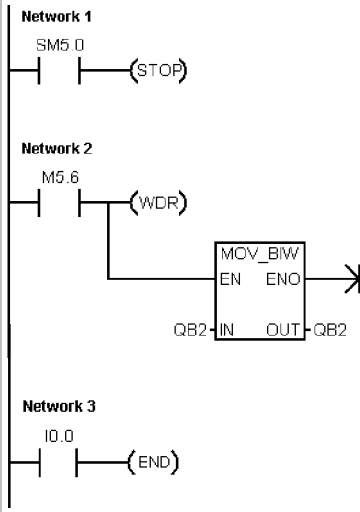 Network 1
SM5.0
(STOP)
Network 2
M5.6
(WDR)
MOV_BIW
EN ENO
QB2 IN OUT QB2
Network 3
I0.0
(END)